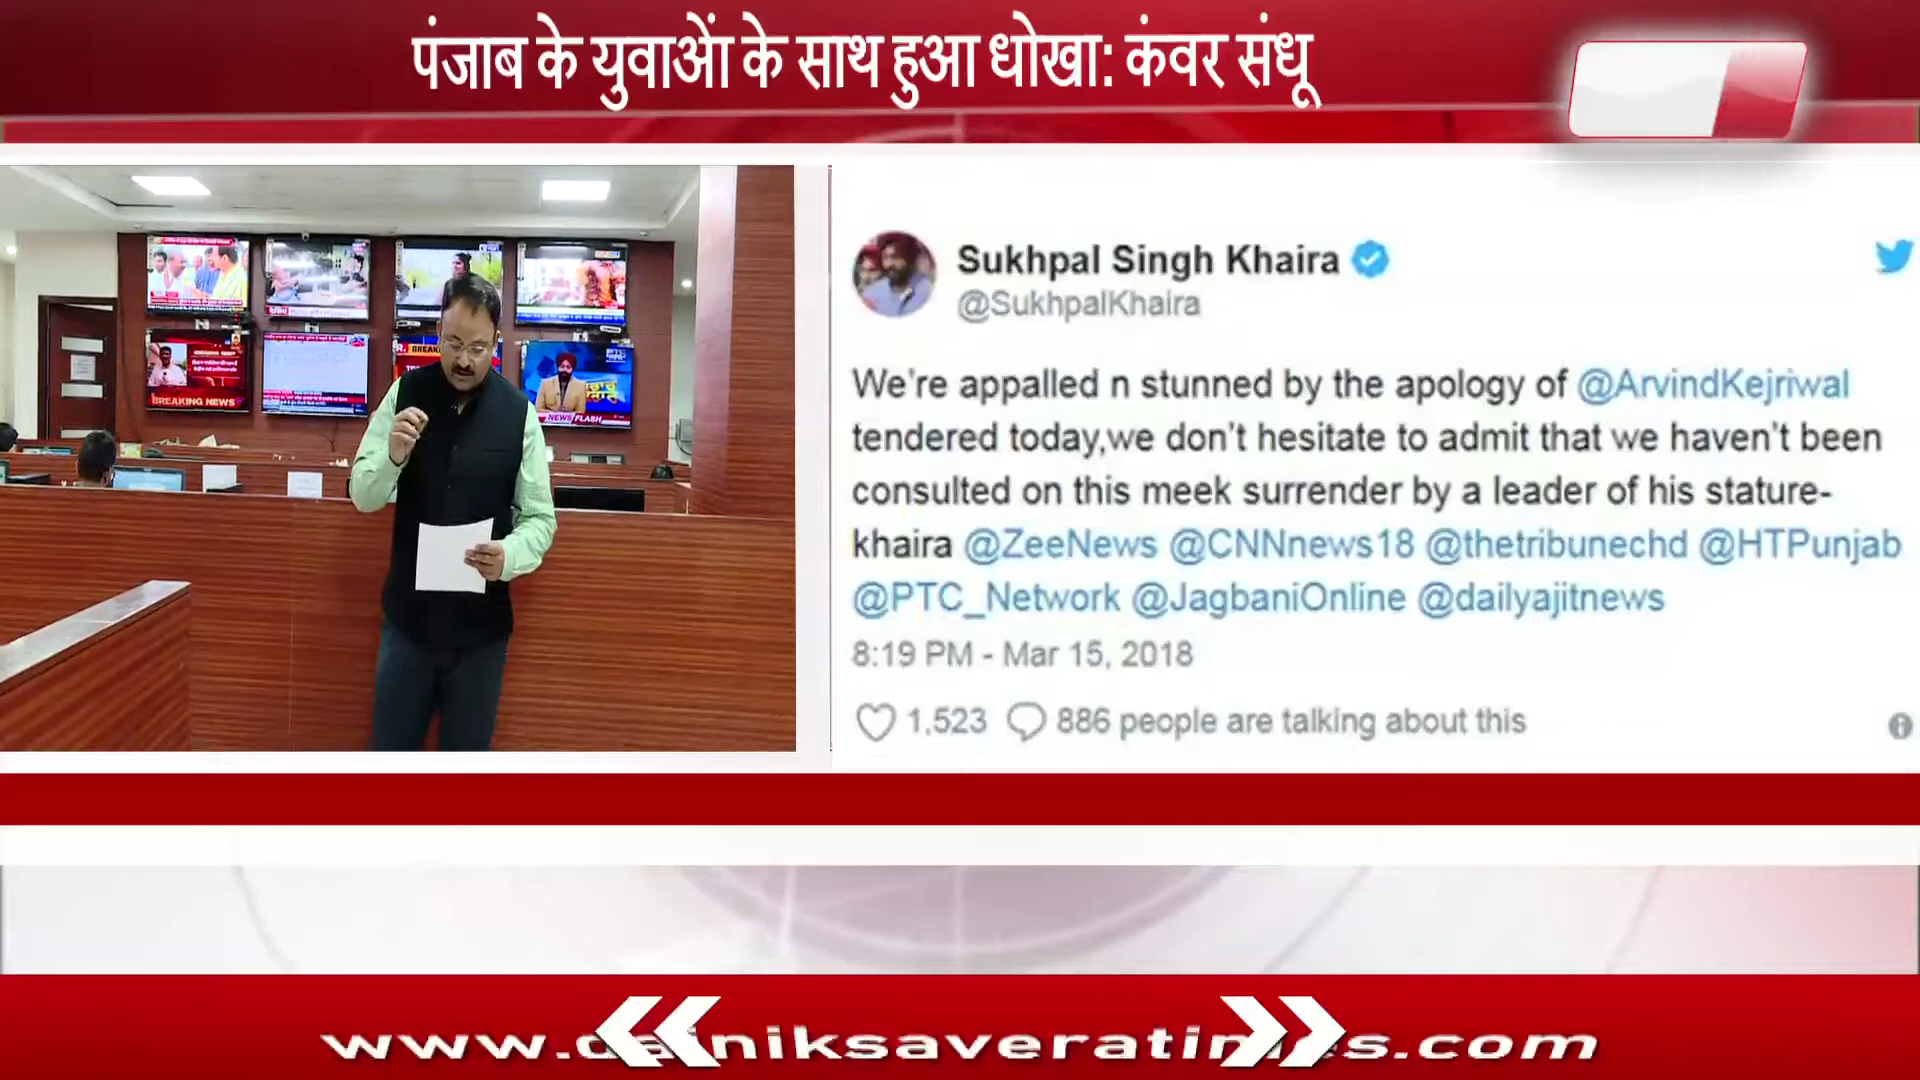 पंजाब के युवाओं के साथ हुआ धोखा: कंवर संधू
BREAKING NEWS
NEWS FLASH
Sukhpal Singh Khaira
@SukhpalKhaira
We're appalled n stunned by the apology of @ArvindKejriwal
tendered today,we don't hesitate to admit that we haven't been
consulted on this meek surrender by a leader of his stature-
khaira @ZeeNews @CNNnews18 @thetribunechd @HTPunjab
@PTC_Network @JagbaniOnline @dailyajitnews
8:19 PM - Mar 15, 2018
1,523 886 people are talking about this
www.dainiksaveratimes.com